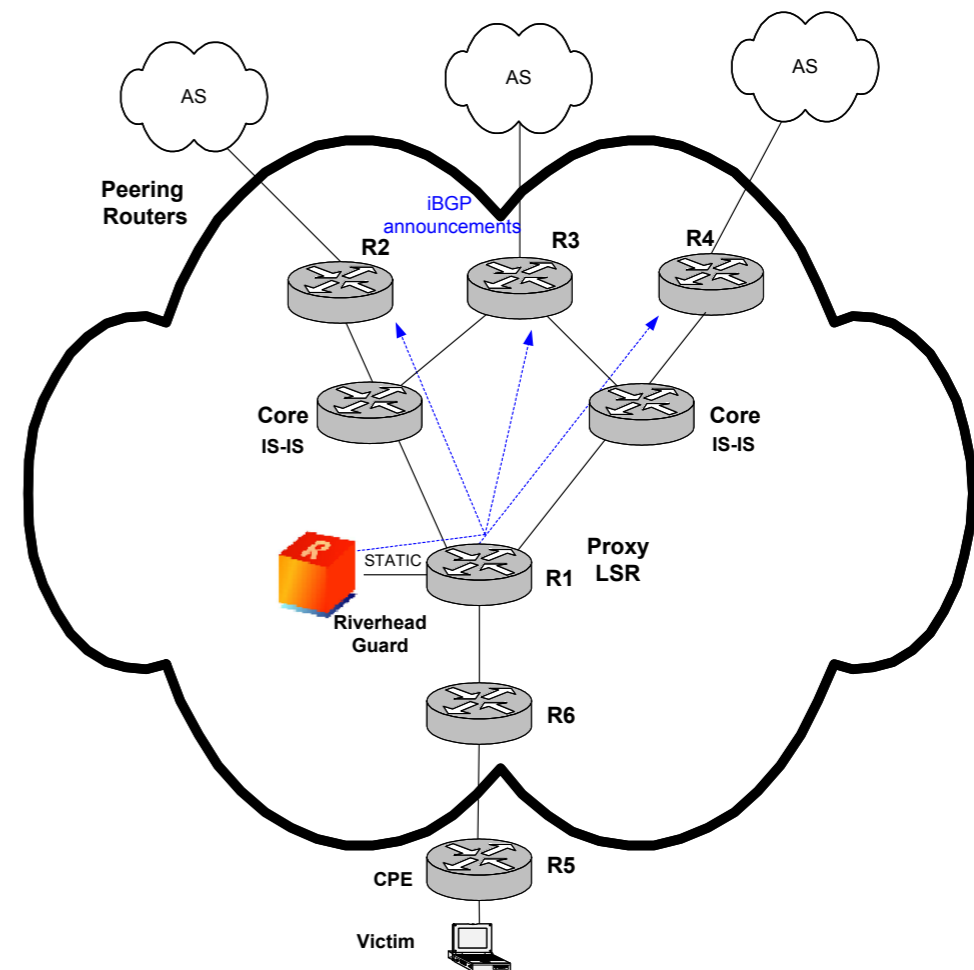 AS
AS
AS
Peering
Routers
iBGP
announcements
R2
R3
R4
Core
IS-IS
Core
IS-IS
R
STATIC
Riverhead
Guard
R1
Proxy
LSR
R6
R5
CPE
Victim